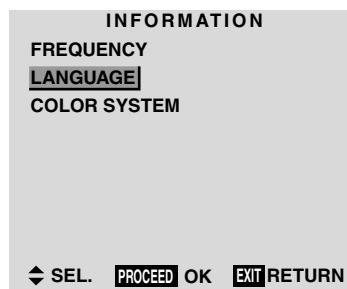 INFORMATION
FREQUENCY
LANGUAGE
COLOR SYSTEM
SEL. PROCEED OK EXIT RETURN